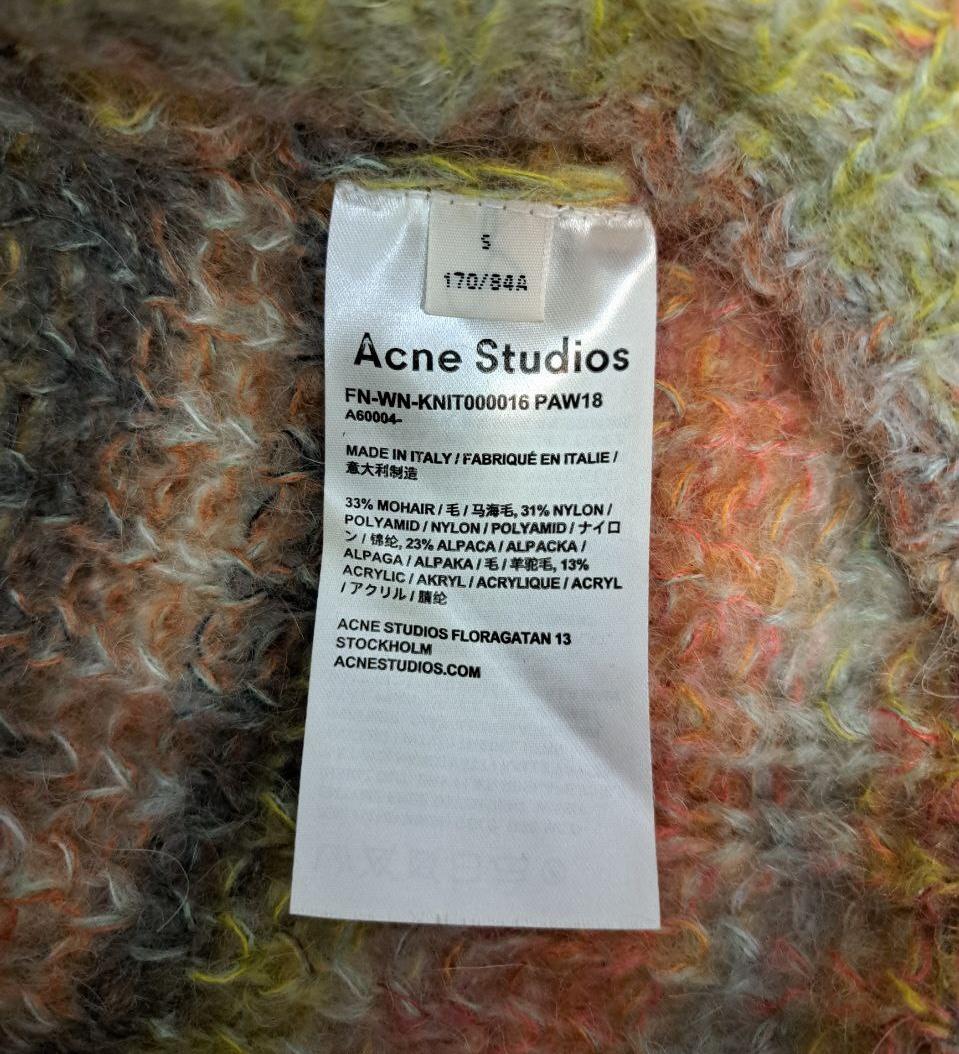 S
170/84A
Acne Studios
FN-WN-KNIT000016 PAW18
A60004-
MADE IN ITALY / FABRIQUÉ EN ITALIE /
意大利制造
33% MOHAIR / 毛 / 马海毛, 31% NYLON /
POLYAMID / NYLON / POLYAMID / ナイロ
ン / 锦纶, 23% ALPACA / ALPACKA /
ALPAGA / ALPAKA / 毛 / 羊驼毛, 13%
ACRYLIC / AKRYL / ACRYLIQUE / ACRYL
/ アクリル / 腈纶
ACNE STUDIOS FLORAGATAN 13
STOCKHOLM
ACNESTUDIOS.COM